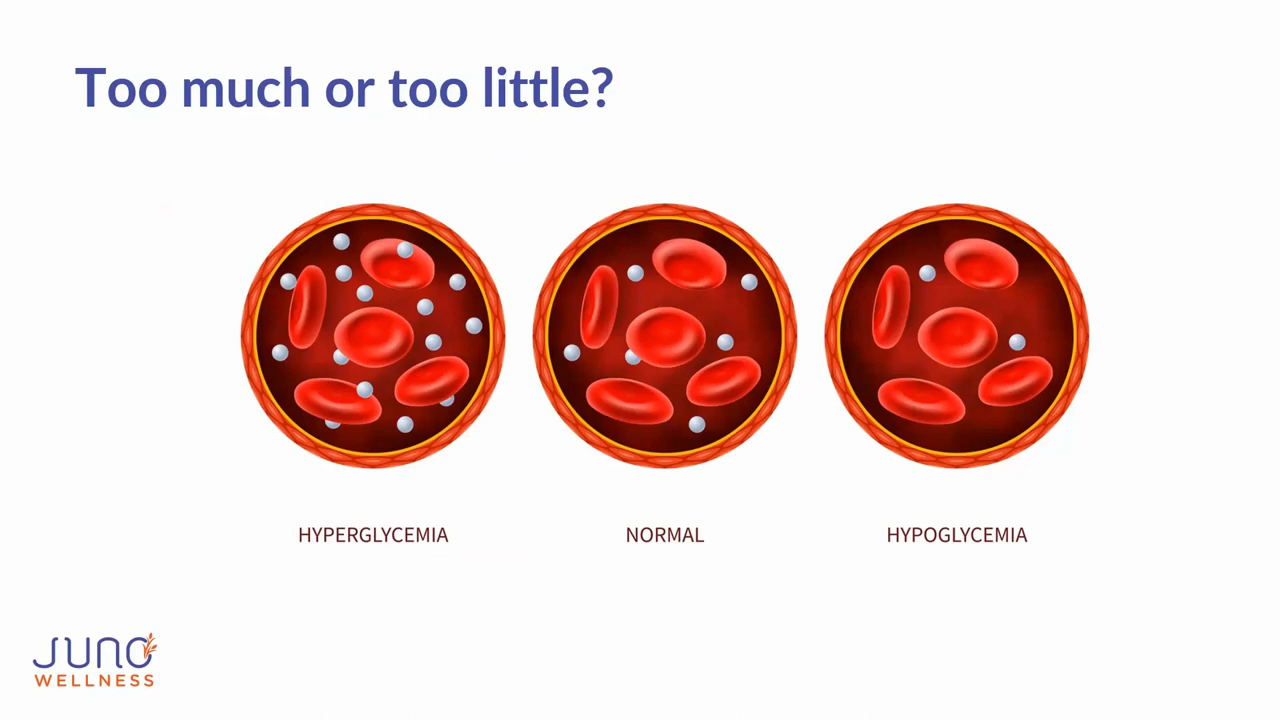 Too much or too little?
HYPERGLYCEMIA
NORMAL
HYPOGLYCEMIA
JUNO
WELLNESS